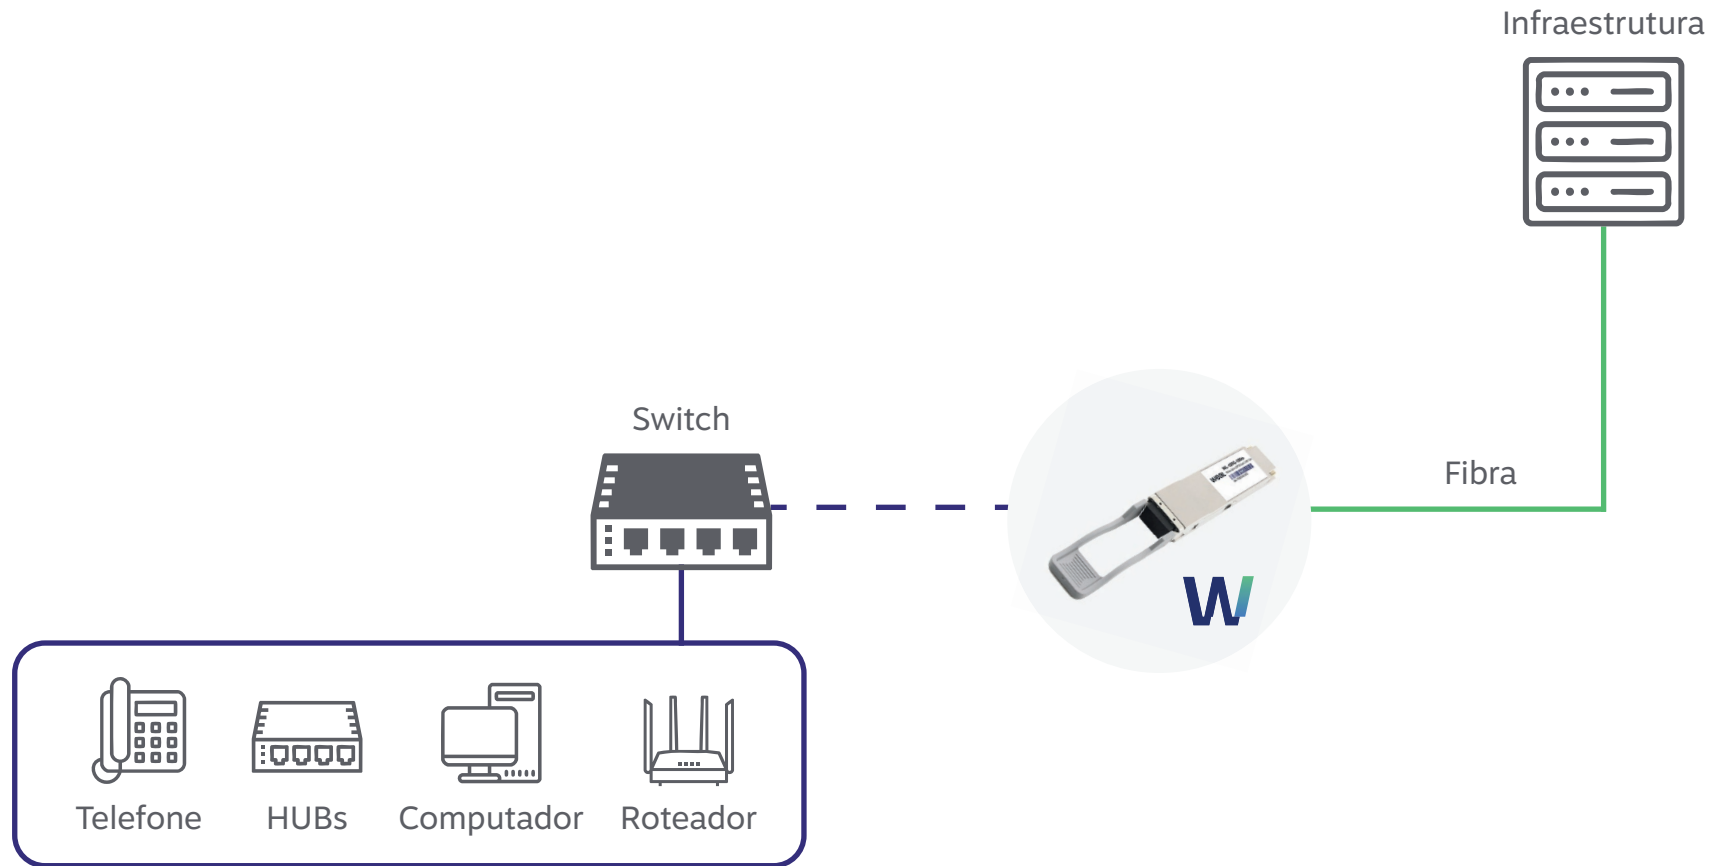 Infraestrutura
Switch
Fibra
W
Telefone
HUBs
Computador
Roteador